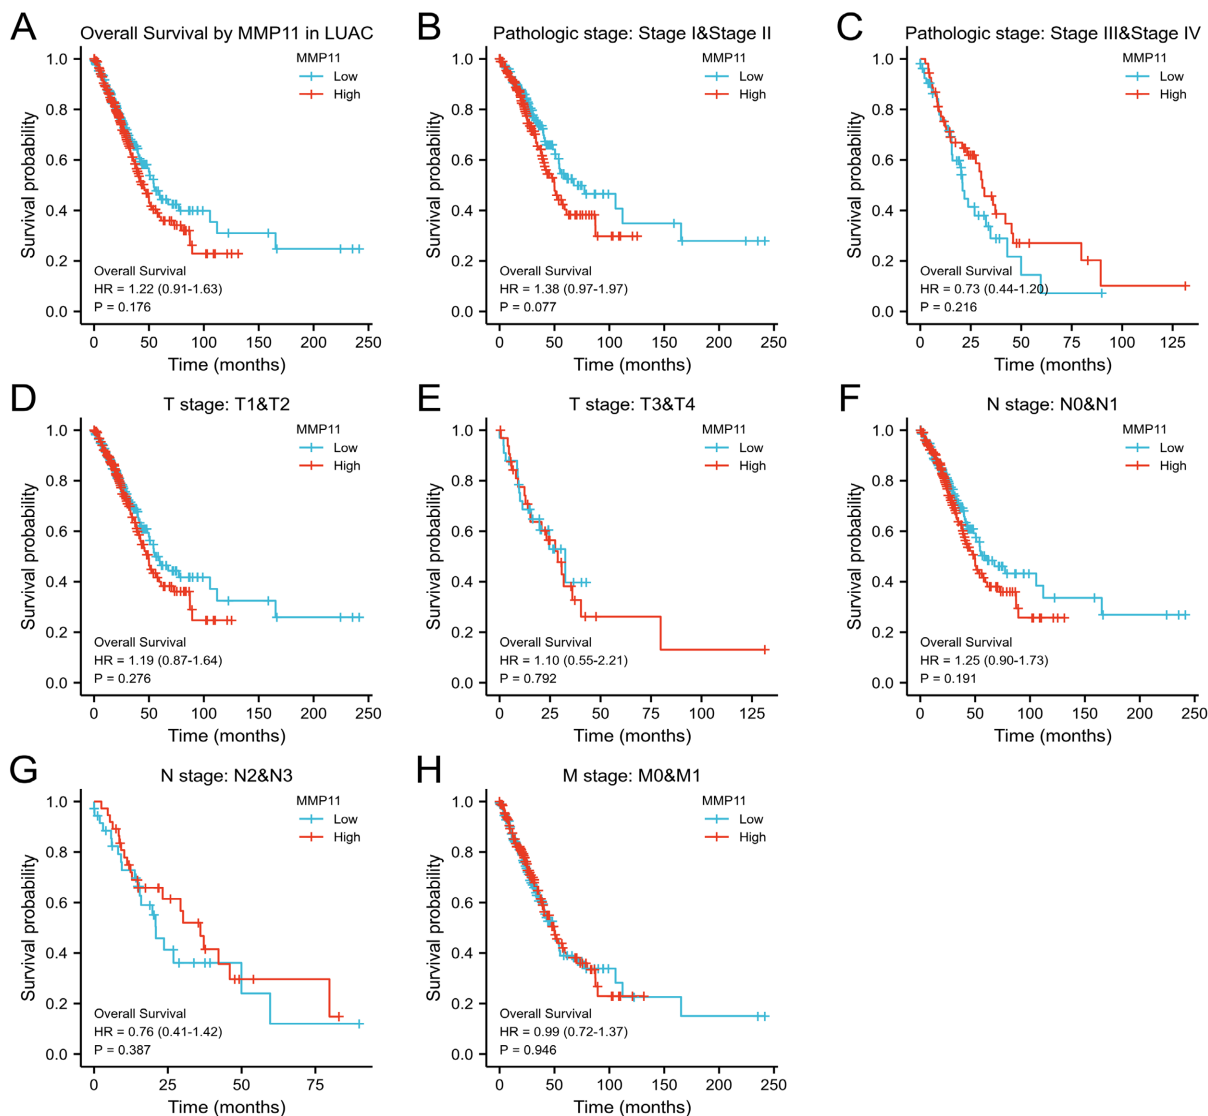 A
Overall Survival by MMP11 in LUAC
MMP11
Low
High
Survival probability
1.0
0.8
0.6
0.4
0.2
0.0
Overall Survival
HR = 1.22 (0.91-1.63)
P = 0.176
0 50 100 150 200 250
Time (months)
B
Pathologic stage: Stage I&Stage II
MMP11
Low
High
Survival probability
1.0
0.8
0.6
0.4
0.2
0.0
Overall Survival
HR = 1.38 (0.97-1.97)
P = 0.077
0 50 100 150 200 250
Time (months)
C
Pathologic stage: Stage III&Stage IV
MMP11
Low
High
Survival probability
1.0
0.8
0.6
0.4
0.2
0.0
Overall Survival
HR = 0.73 (0.44-1.20)
P = 0.216
0 25 50 75 100 125
Time (months)
D
T stage: T1&T2
MMP11
Low
High
Survival probability
1.0
0.8
0.6
0.4
0.2
0.0
Overall Survival
HR = 1.19 (0.87-1.64)
P = 0.276
0 50 100 150 200 250
Time (months)
E
T stage: T3&T4
MMP11
Low
High
Survival probability
1.0
0.8
0.6
0.4
0.2
0.0
Overall Survival
HR = 1.10 (0.55-2.21)
P = 0.792
0 25 50 75 100 125
Time (months)
F
N stage: N0&N1
MMP11
Low
High
Survival probability
1.0
0.8
0.6
0.4
0.2
0.0
Overall Survival
HR = 1.25 (0.90-1.73)
P = 0.191
0 50 100 150 200 250
Time (months)
G
N stage: N2&N3
MMP11
Low
High
Survival probability
1.0
0.8
0.6
0.4
0.2
0.0
Overall Survival
HR = 0.76 (0.41-1.42)
P = 0.387
0 25 50 75
Time (months)
H
M stage: M0&M1
MMP11
Low
High
Survival probability
1.0
0.8
0.6
0.4
0.2
0.0
Overall Survival
HR = 0.99 (0.72-1.37)
P = 0.946
0 50 100 150 200 250
Time (months)